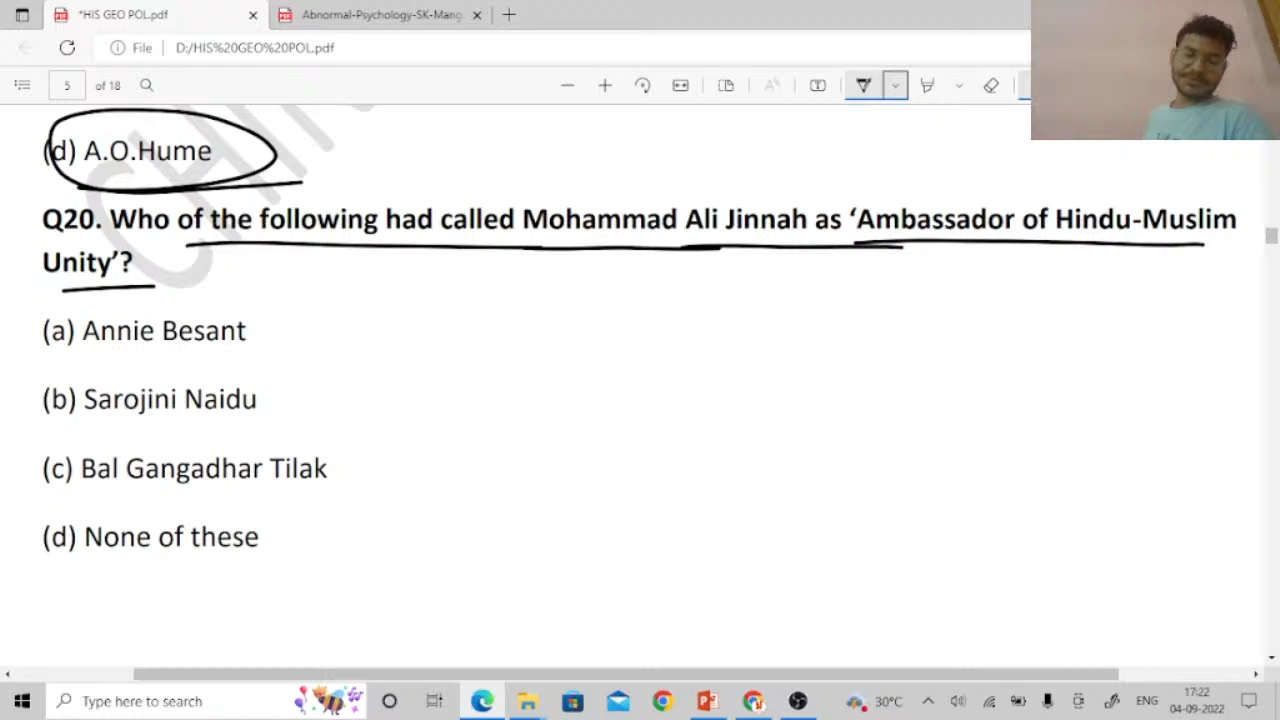 *HIS GEO POL.pdf
Abnormal-Psychology-SK-Mang
File D:/HIS%20GEO%20POL.pdf
5 of 18
(d) A.O.Hume
Q20. Who of the following had called Mohammad Ali Jinnah as ‘Ambassador of Hindu-Muslim
Unity’?
(a) Annie Besant
(b) Sarojini Naidu
(c) Bal Gangadhar Tilak
(d) None of these
Type here to search
30°C
ENG
17:22
04-09-2022